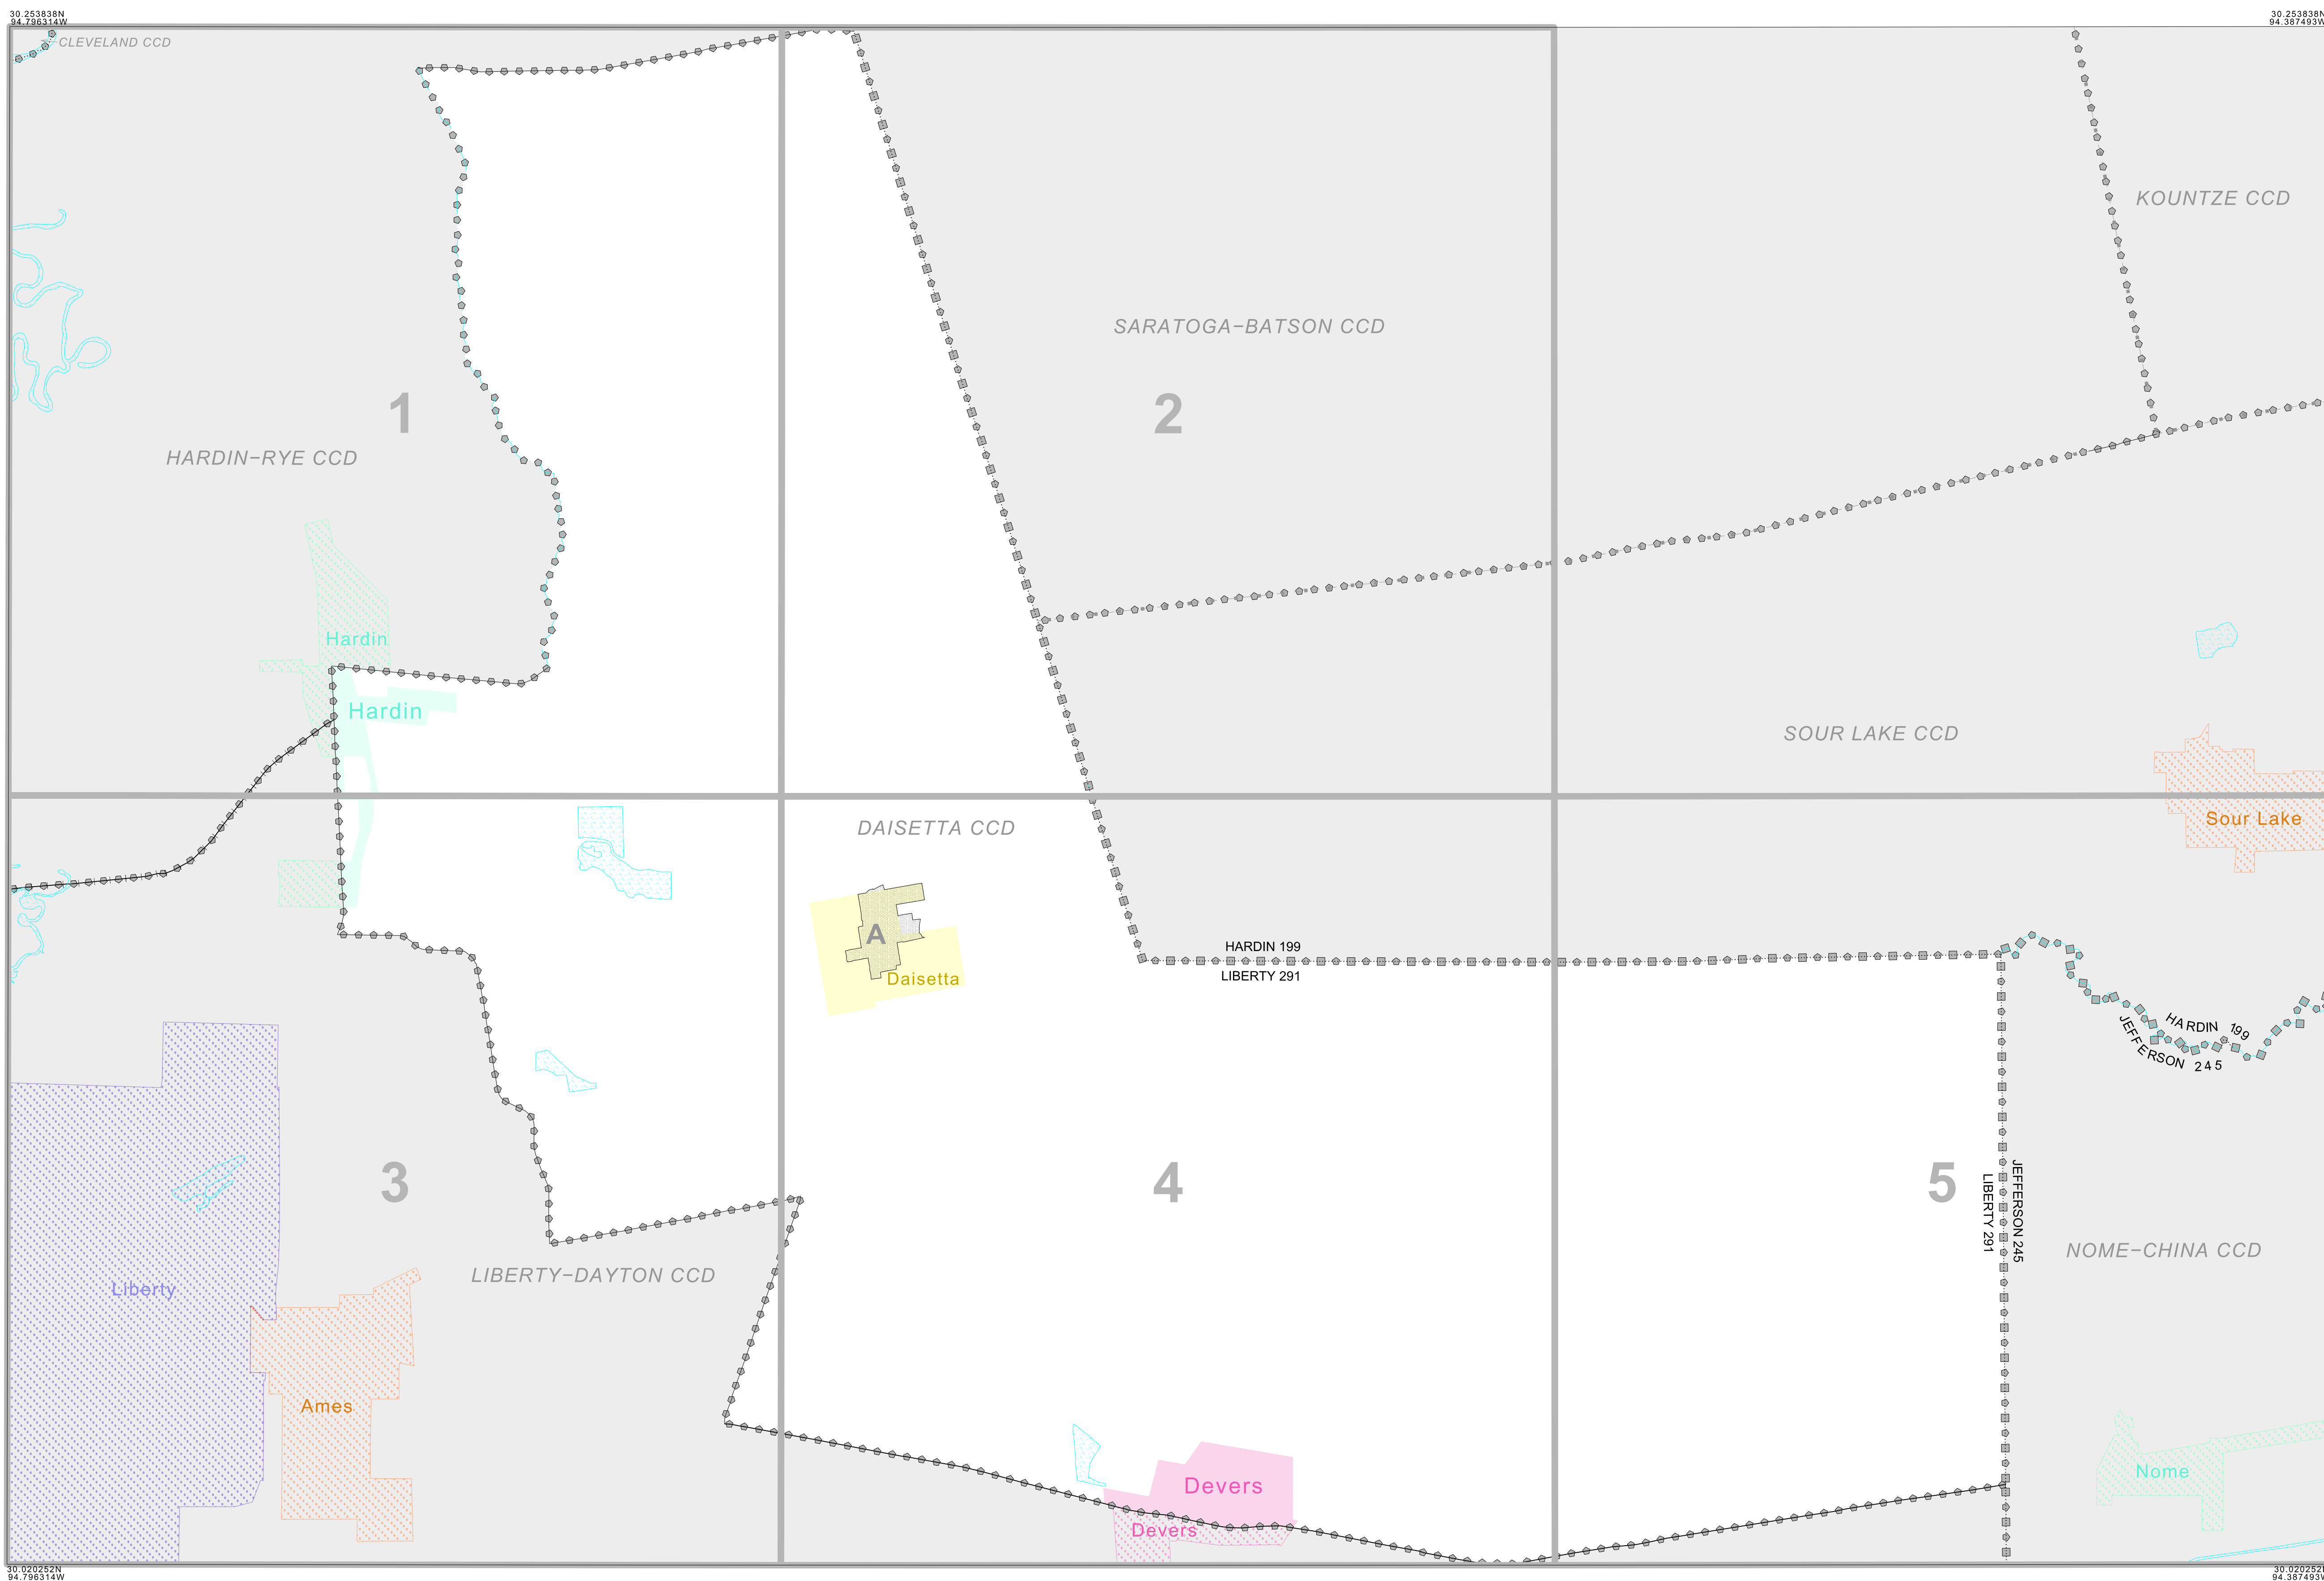 30.253838N
94.796314W
30.253838N
94.387493W
CLEVELAND CCD
KOUNTZE CCD
SARATOGA-BATSON CCD
1
2
HARDIN-RYE CCD
Hardin
Hardin
SOUR LAKE CCD
Sour Lake
DAISETTA CCD
A
Daisetta
HARDIN 199
LIBERTY 291
HARDIN 199
JEFFERSON 245
3
4
5
JEFFERSON 245
LIBERTY 291
NOME-CHINA CCD
LIBERTY-DAYTON CCD
Liberty
Ames
Nome
Devers
Devers
30.020252N
94.796314W
30.020252N
94.387493W